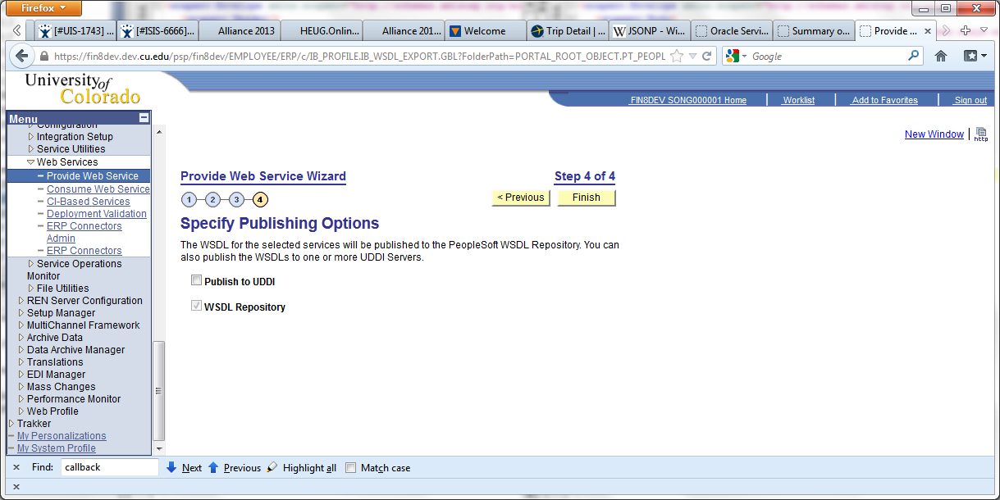 Firefox
[#UIS-1743] ...
[#ISIS-6666]...
Alliance 2013
HEUG.Onlin...
Alliance 201...
Welcome
Trip Detail | ...
JSONP - Wi...
Oracle Servi...
Summary o...
Provide ...
https://fin8dev.dev.cu.edu/psp/fin8dev/EMPLOYEE/ERP/c/IB_PROFILE.IB_WSDL_EXPORT.GBL?FolderPath=PORTAL_ROOT_OBJECT.PT_PEOPL
Google
University of
Colorado
FIN8DEV SONG000001 Home
Worklist
Add to Favorites
Sign out
Menu
Configuration
Integration Setup
Service Utilities
Web Services
Provide Web Service
Consume Web Service
CI-Based Services
Deployment Validation
ERP Connectors
Admin
ERP Connectors
Service Operations
Monitor
File Utilities
REN Server Configuration
Setup Manager
MultiChannel Framework
Archive Data
Data Archive Manager
Translations
EDI Manager
Mass Changes
Performance Monitor
Web Profile
Trakker
My Personalizations
My System Profile
New Window
http
Provide Web Service Wizard
Step 4 of 4
1 2 3 4
< Previous
Finish
Specify Publishing Options
The WSDL for the selected services will be published to the PeopleSoft WSDL Repository. You can
also publish the WSDLs to one or more UDDI Servers.
Publish to UDDI
WSDL Repository
Find: callback Next Previous Highlight all Match case